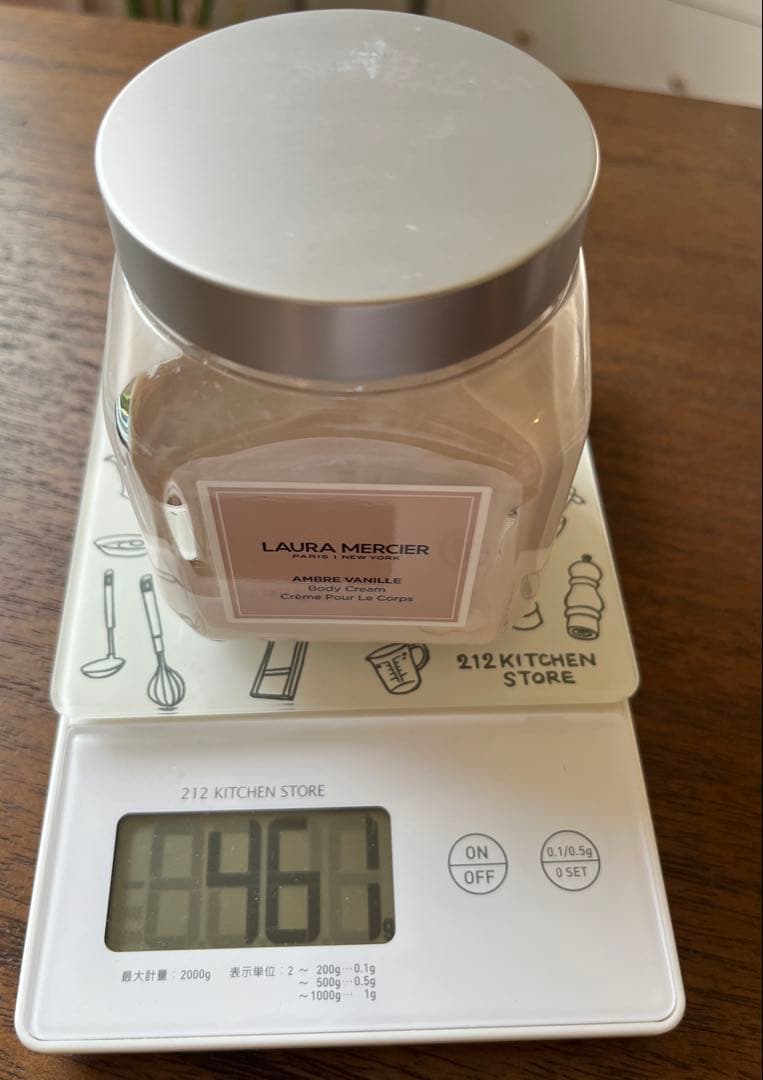 LAURA MERCIER
PARIS | NEW YORK
AMBRE VANILLE
Body Cream
Crème Pour Le Corps
212 KITCHEN
STORE
212 KITCHEN STORE
461
g
ON
OFF
0.1/0.5g
0 SET
最大計量：2000g 表示単位：2 ～ 200g…0.1g
～ 500g…0.5g
～1000g… 1g